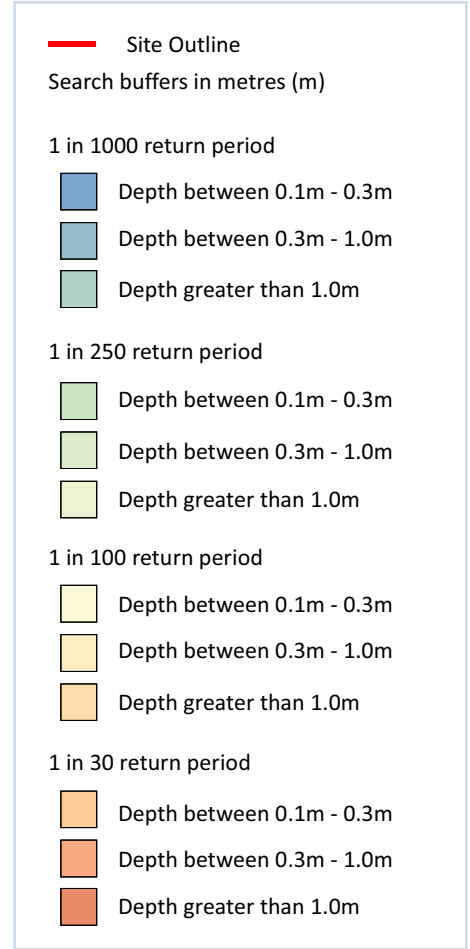 Site Outline
Search buffers in metres (m)
1 in 1000 return period
Depth between 0.1m - 0.3m
Depth between 0.3m - 1.0m
Depth greater than 1.0m
1 in 250 return period
Depth between 0.1m - 0.3m
Depth between 0.3m - 1.0m
Depth greater than 1.0m
1 in 100 return period
Depth between 0.1m - 0.3m
Depth between 0.3m - 1.0m
Depth greater than 1.0m
1 in 30 return period
Depth between 0.1m - 0.3m
Depth between 0.3m - 1.0m
Depth greater than 1.0m